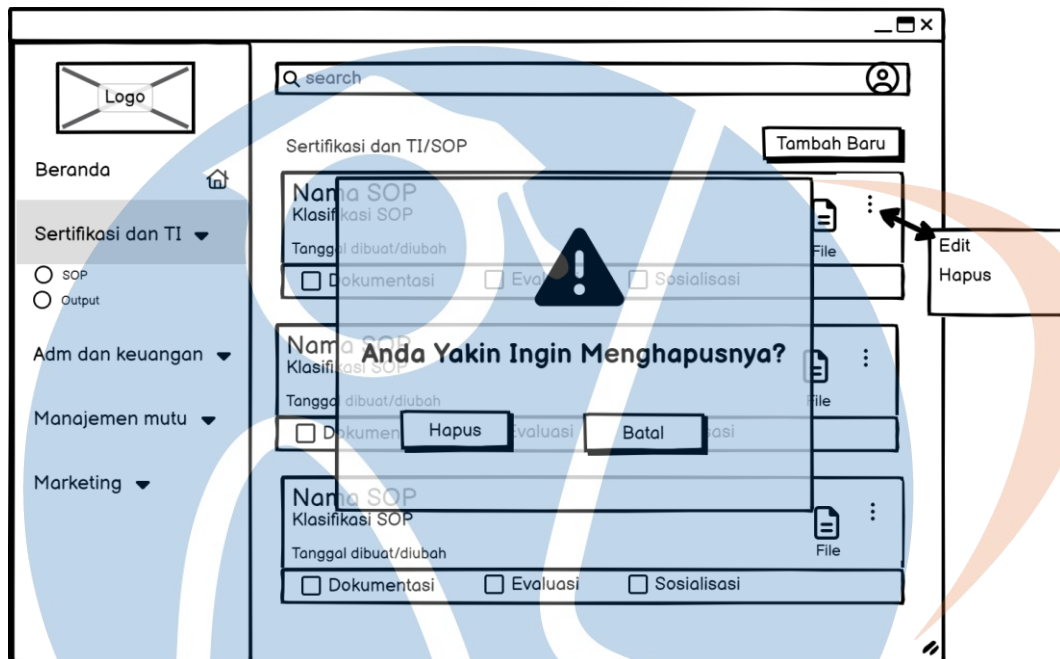 Logo
Beranda
Sertifikasi dan TI
SOP
Output
Adm dan keuangan
Manajemen mutu
Marketing
search
Sertifikasi dan TI/SOP
Tambah Baru
Nama SOP
Klasifikasi SOP
Tanggal dibuat/diubah
File
Edit
Hapus
Dokumentasi Evaluasi Sosialisasi
Anda Yakin Ingin Menghapusnya?
Hapus Batal
Nama SOP
Klasifikasi SOP
Tanggal dibuat/diubah
File
Dokumen Evaluasi sasi
Nama SOP
Klasifikasi SOP
Tanggal dibuat/diubah
File
Dokumentasi Evaluasi Sosialisasi